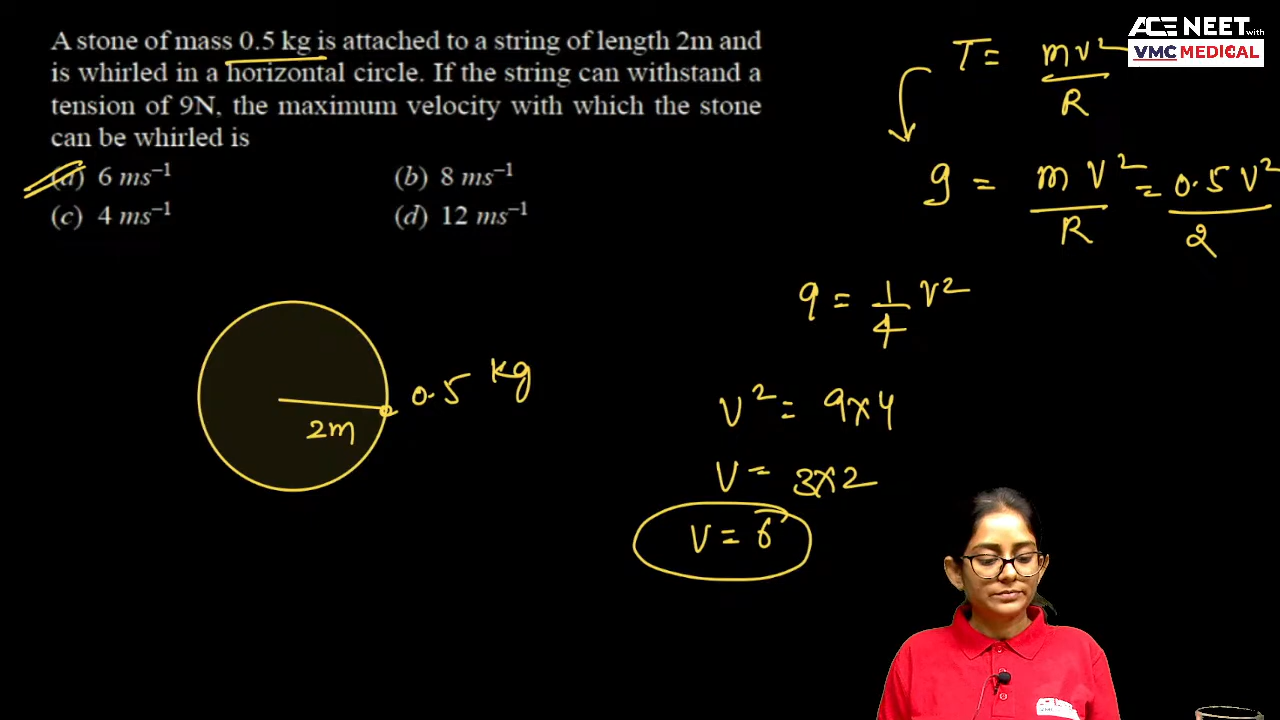 A stone of mass 0.5 kg is attached to a string of length 2m and
is whirled in a horizontal circle. If the string can withstand a
tension of 9N, the maximum velocity with which the stone
can be whirled is
(a) 6 ms⁻¹ (b) 8 ms⁻¹
(c) 4 ms⁻¹ (d) 12 ms⁻¹
ACE NEET with
VMC MEDICAL
T = mv²/R
9 = mv²/R = 0.5v²/2
9 = 1/4 v²
v² = 9×4
v = 3×2
v = 6
0.5 kg
2m